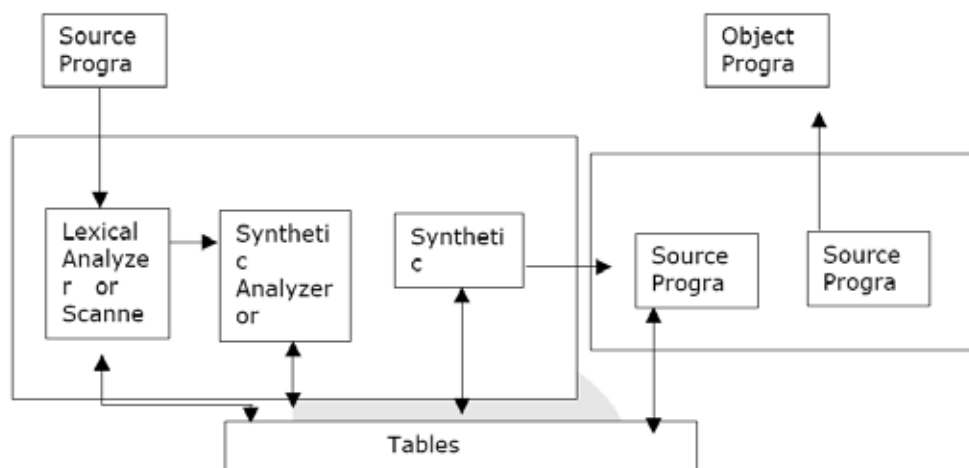 Source
Progra
Object
Progra
Lexical
Analyze
r or
Scanne
Syntheti
c
Analyzer
or
Syntheti
c
Source
Progra
Source
Progra
Tables